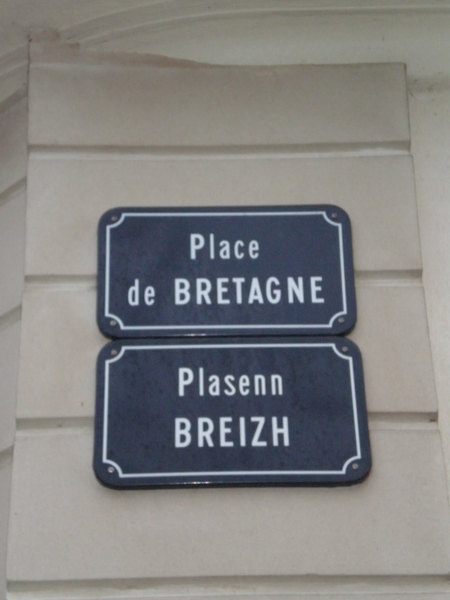 Place
de BRETAGNE
Plasenn
BREIZH